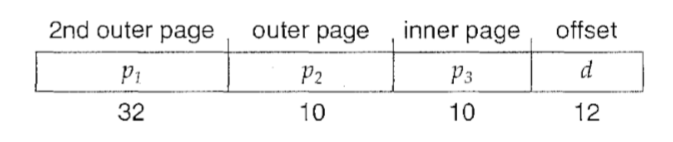 2nd outer page outer page inner page offset
p1 p2 p3 d
32 10 10 12